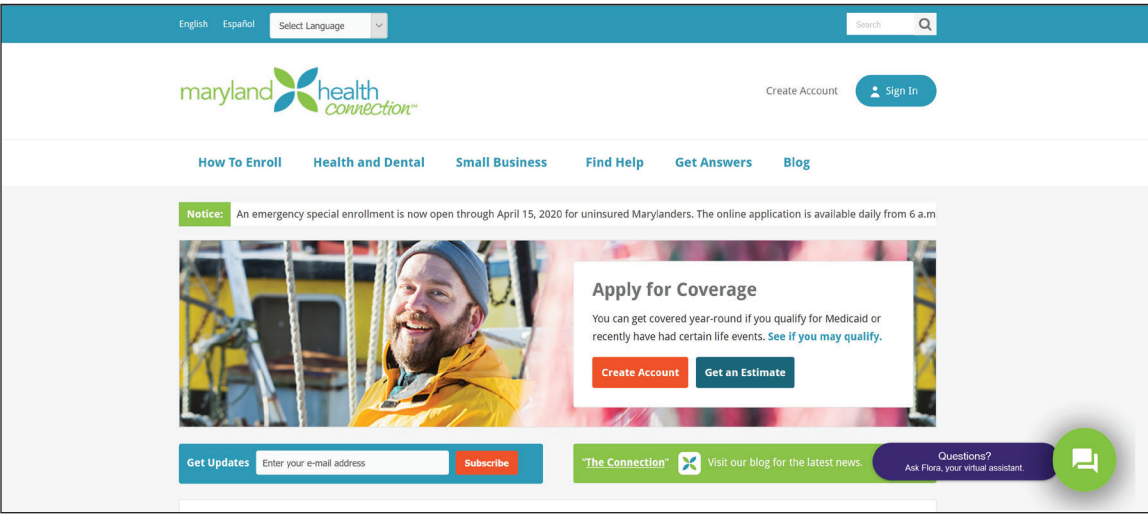 English Español Select Language
Search
maryland health
connection℠
Create Account Sign In
How To Enroll Health and Dental Small Business Find Help Get Answers Blog
Notice: An emergency special enrollment is now open through April 15, 2020 for uninsured Marylanders. The online application is available daily from 6 a.m
Apply for Coverage
You can get covered year-round if you qualify for Medicaid or
recently have had certain life events. See if you may qualify.
Create Account Get an Estimate
Get Updates Enter your e-mail address Subscribe
"The Connection" Visit our blog for the latest news.
Questions?
Ask Flora, your virtual assistant.